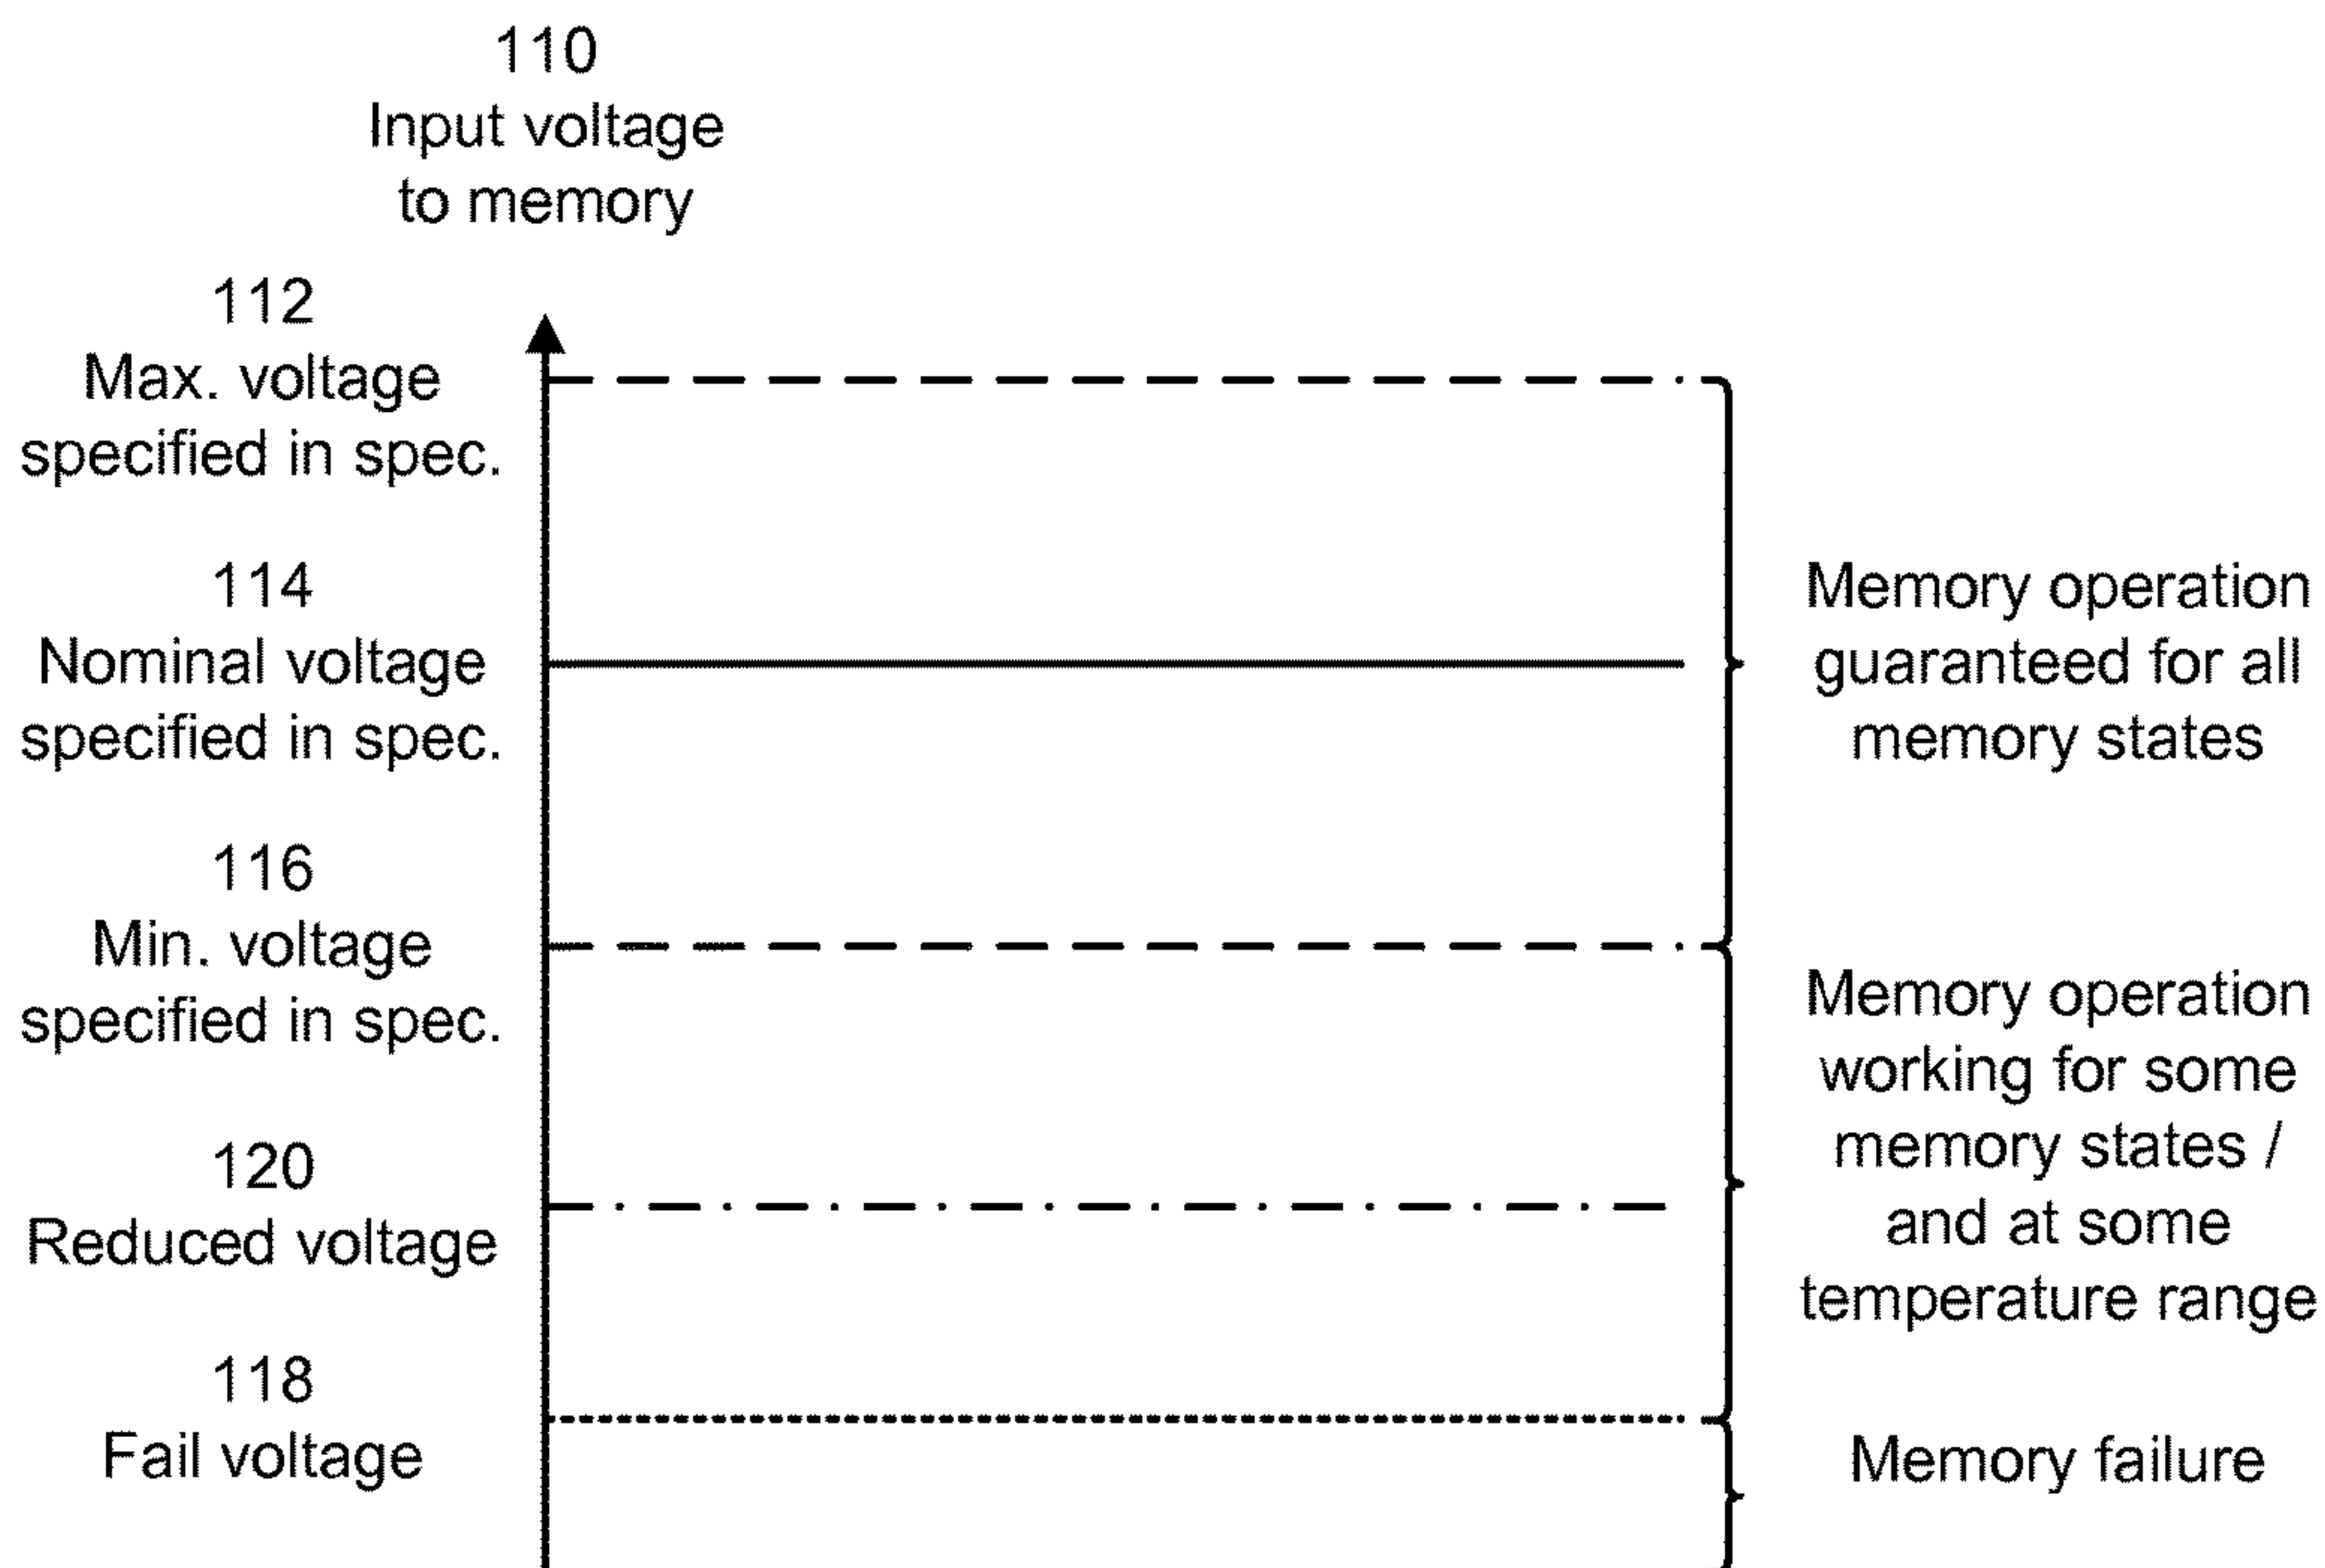 110
Input voltage
to memory
112
Max. voltage
specified in spec.
114
Nominal voltage
specified in spec.
Memory operation
guaranteed for all
memory states
116
Min. voltage
specified in spec.
Memory operation
working for some
memory states /
and at some
temperature range
120
Reduced voltage
118
Fail voltage
Memory failure